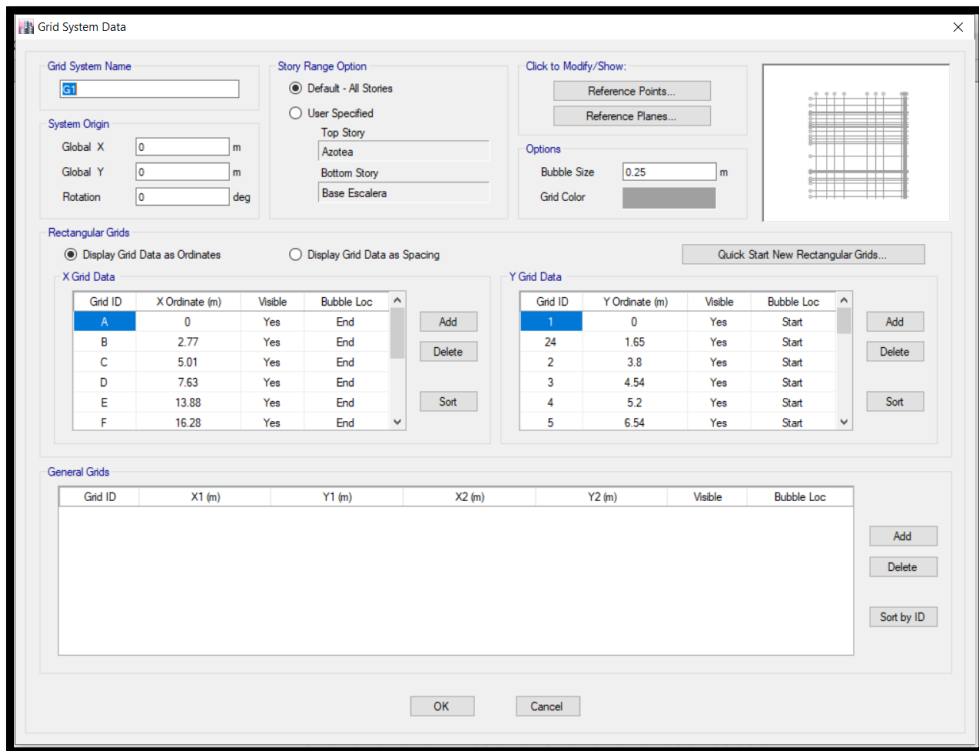 Grid System Data
Grid System Name
G1
System Origin
Global X 0 m
Global Y 0 m
Rotation 0 deg
Story Range Option
Default - All Stories
User Specified
Top Story
Azotea
Bottom Story
Base Escalera
Click to Modify/Show:
Reference Points...
Reference Planes...
Options
Bubble Size 0.25 m
Grid Color
Rectangular Grids
Display Grid Data as Ordinates Display Grid Data as Spacing Quick Start New Rectangular Grids...
X Grid Data
Grid ID X Ordinate (m) Visible Bubble Loc
A 0 Yes End
B 2.77 Yes End
C 5.01 Yes End
D 7.63 Yes End
E 13.88 Yes End
F 16.28 Yes End
Add
Delete
Sort
Y Grid Data
Grid ID Y Ordinate (m) Visible Bubble Loc
1 0 Yes Start
24 1.65 Yes Start
2 3.8 Yes Start
3 4.54 Yes Start
4 5.2 Yes Start
5 6.54 Yes Start
Add
Delete
Sort
General Grids
Grid ID X1 (m) Y1 (m) X2 (m) Y2 (m) Visible Bubble Loc
Add
Delete
Sort by ID
OK Cancel